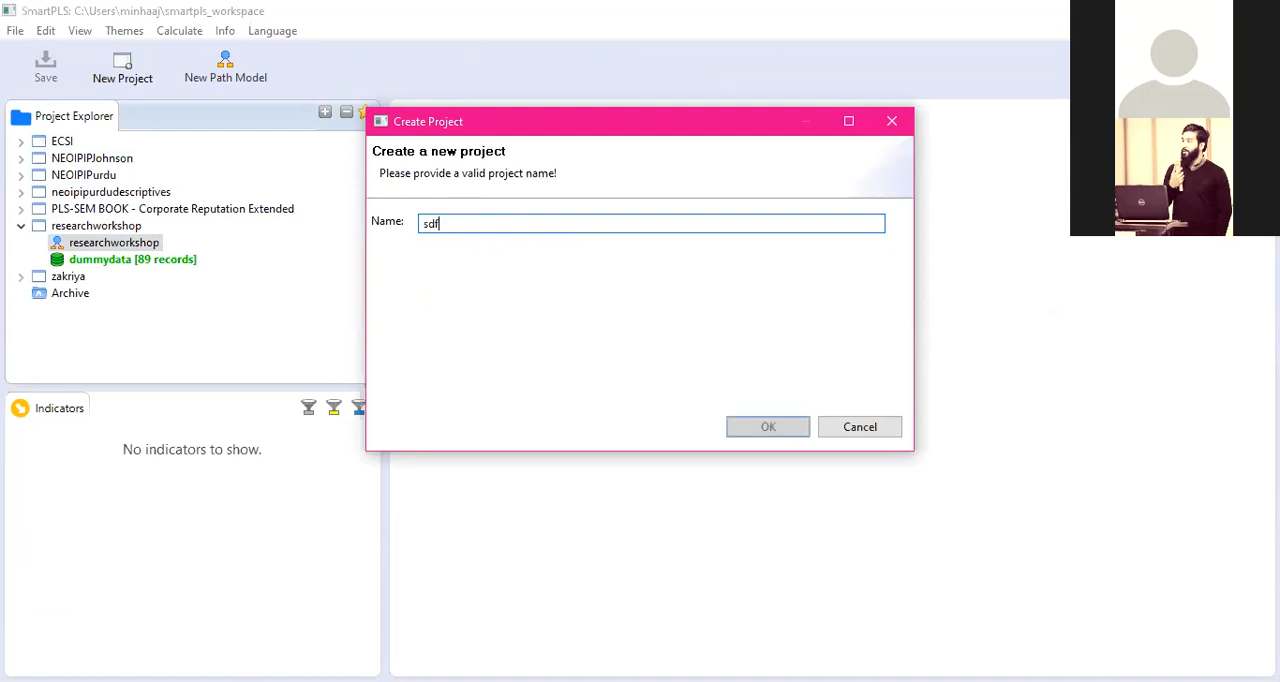 SmartPLS: C:\Users\minhaaj\smartpls_workspace
File Edit View Themes Calculate Info Language
Save New Project New Path Model
Project Explorer
ECSI
NEOIPIPJohnson
NEOIPIPurdu
neoipipurdudescriptives
PLS-SEM BOOK - Corporate Reputation Extended
researchworkshop
researchworkshop
dummydata [89 records]
zakriya
Archive
Indicators
No indicators to show.
Create Project
Create a new project
Please provide a valid project name!
Name: sdf
OK Cancel
DELL